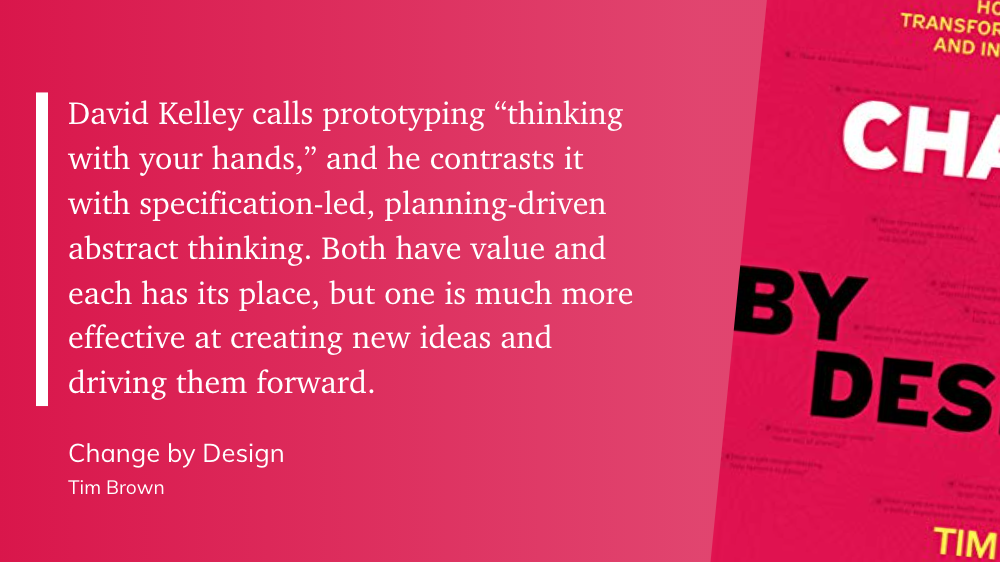 David Kelley calls prototyping “thinking
with your hands,” and he contrasts it
with specification-led, planning-driven
abstract thinking. Both have value and
each has its place, but one is much more
effective at creating new ideas and
driving them forward.
Change by Design
Tim Brown
HO
TRANSFOR
AND IN
CHA
BY
DES
TIM